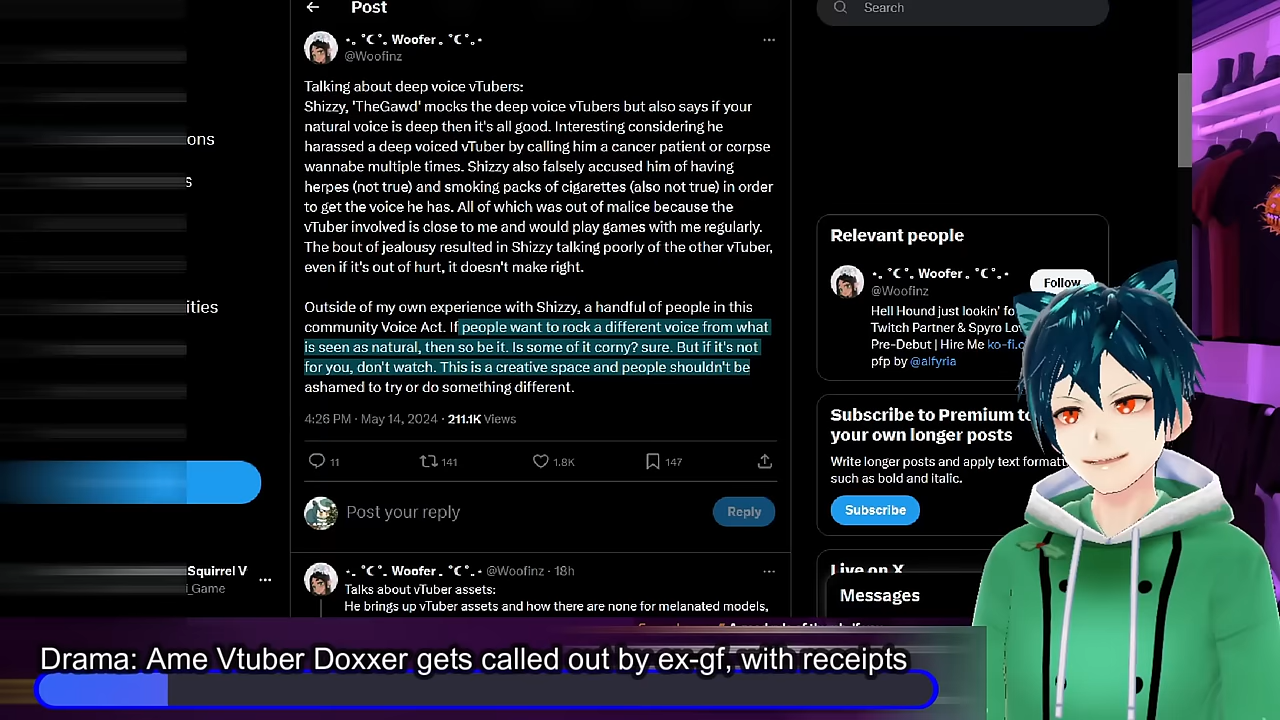 Post
Search
Woofer
@Woofinz
Talking about deep voice vTubers:
Shizzy, 'TheGawd' mocks the deep voice vTubers but also says if your
natural voice is deep then it's all good. Interesting considering he
harassed a deep voiced vTuber by calling him a cancer patient or corpse
wannabe multiple times. Shizzy also falsely accused him of having
herpes (not true) and smoking packs of cigarettes (also not true) in order
to get the voice he has. All of which was out of malice because the
vTuber involved is close to me and would play games with me regularly.
The bout of jealousy resulted in Shizzy talking poorly of the other vTuber,
even if it's out of hurt, it doesn't make right.
Outside of my own experience with Shizzy, a handful of people in this
community Voice Act. If people want to rock a different voice from what
is seen as natural, then so be it. Is some of it corny? sure. But if it's not
for you, don't watch. This is a creative space and people shouldn't be
ashamed to try or do something different.
4:26 PM · May 14, 2024 · 211.1K Views
11
141
1.8K
147
Post your reply
Reply
Woofer
@Woofinz · 18h
Talks about vTuber assets:
He brings up vTuber assets and how there are none for melanated models,
ons
s
ities
Squirrel V
i_Game
Relevant people
Woofer
@Woofinz
Follow
Hell Hound just lookin' fo
Twitch Partner & Spyro Lo
Pre-Debut | Hire Me ko-fi.c
pfp by @alfyria
Subscribe to Premium to
your own longer posts
Write longer posts and apply text formatt
such as bold and italic.
Subscribe
Live on X
Messages
Drama: Ame Vtuber Doxxer gets called out by ex-gf, with receipts